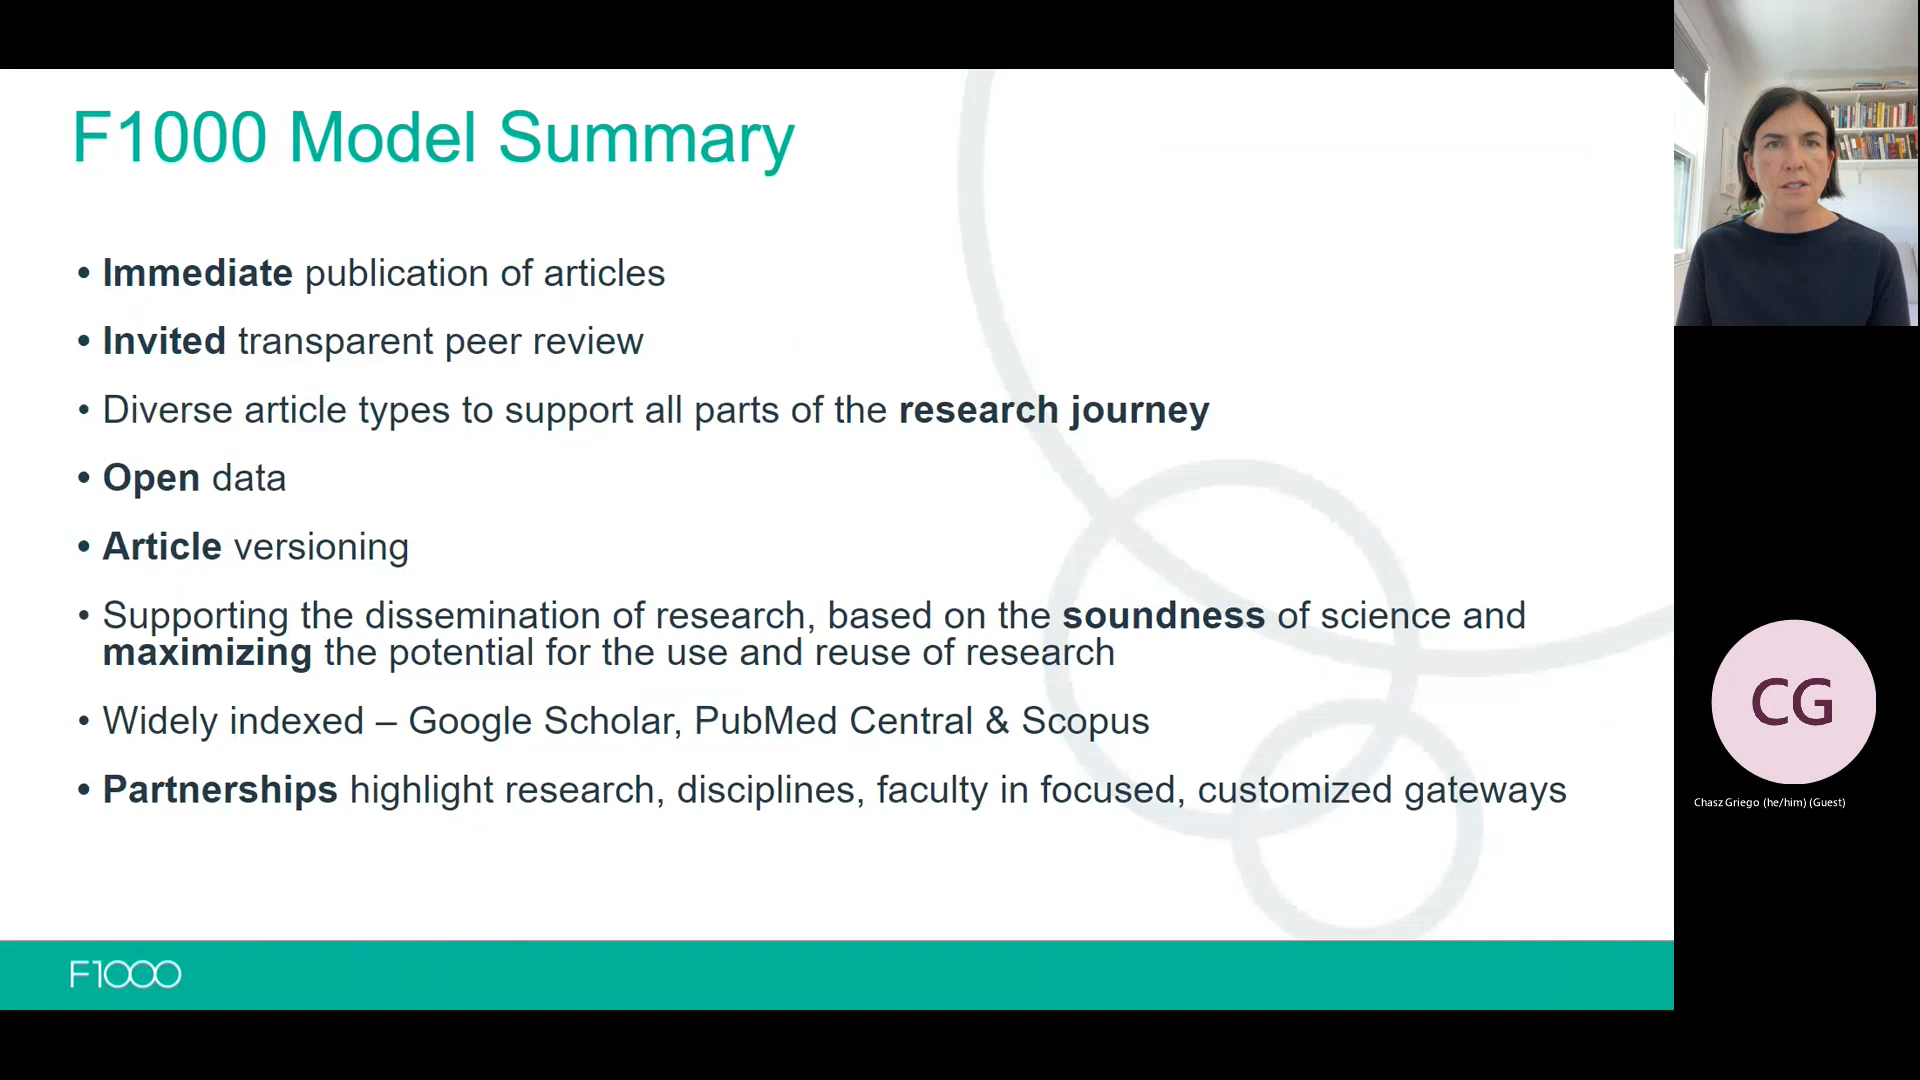 F1000 Model Summary
• Immediate publication of articles
• Invited transparent peer review
• Diverse article types to support all parts of the research journey
• Open data
• Article versioning
• Supporting the dissemination of research, based on the soundness of science and
maximizing the potential for the use and reuse of research
• Widely indexed – Google Scholar, PubMed Central & Scopus
• Partnerships highlight research, disciplines, faculty in focused, customized gateways
F1000
CG
Chasz Griego (he/him) (Guest)